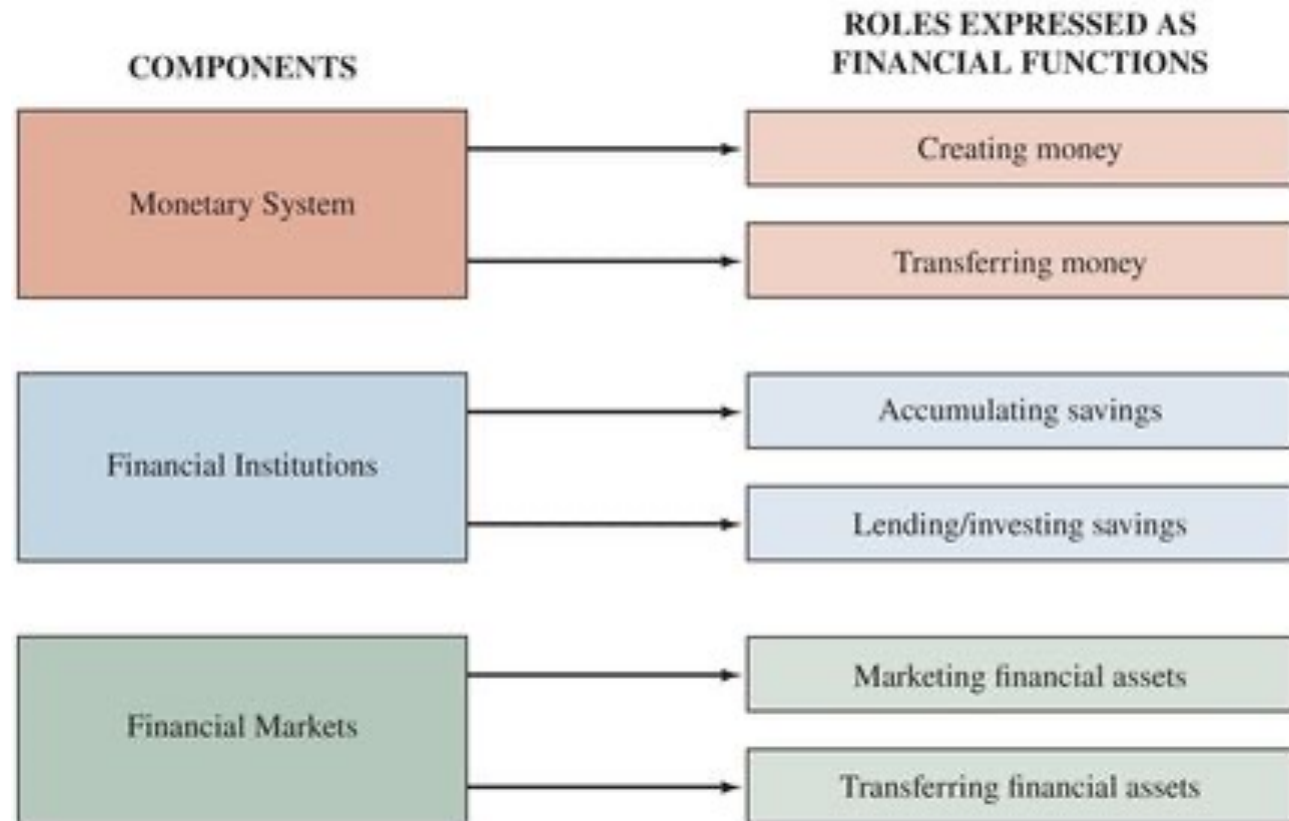 COMPONENTS
ROLES EXPRESSED AS
FINANCIAL FUNCTIONS
Monetary System
Creating money
Transferring money
Financial Institutions
Accumulating savings
Lending/investing savings
Financial Markets
Marketing financial assets
Transferring financial assets